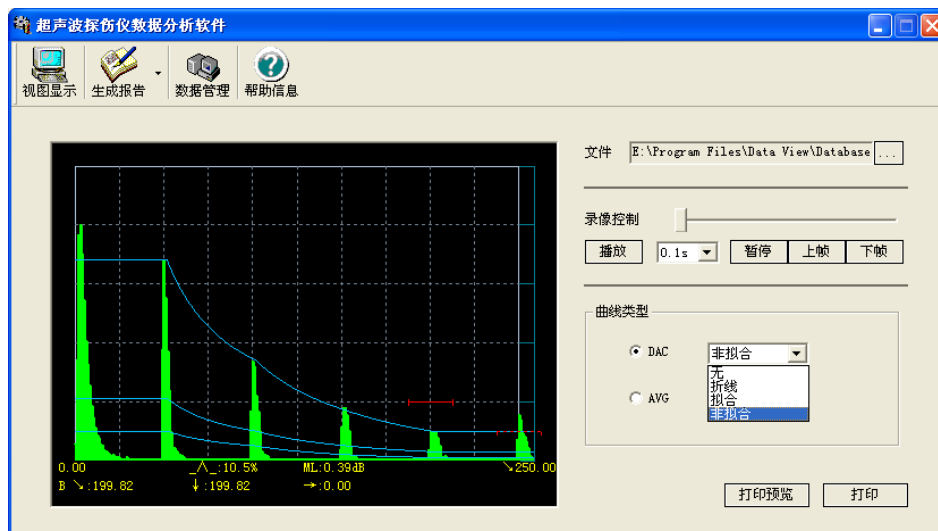 超声波探伤仪数据分析软件
视图显示 生成报告 数据管理 帮助信息
文件 E:\Program Files\Data View\Database ...
录像控制
播放 0.1s 暂停 上帧 下帧
曲线类型
DAC 非拟合
无
折线
拟合
非拟合
AVG
0.00 _/\_:10.5% ML:0.39dB ↘250.00
B ↘:199.82 ↓:199.82 →:0.00
打印预览 打印